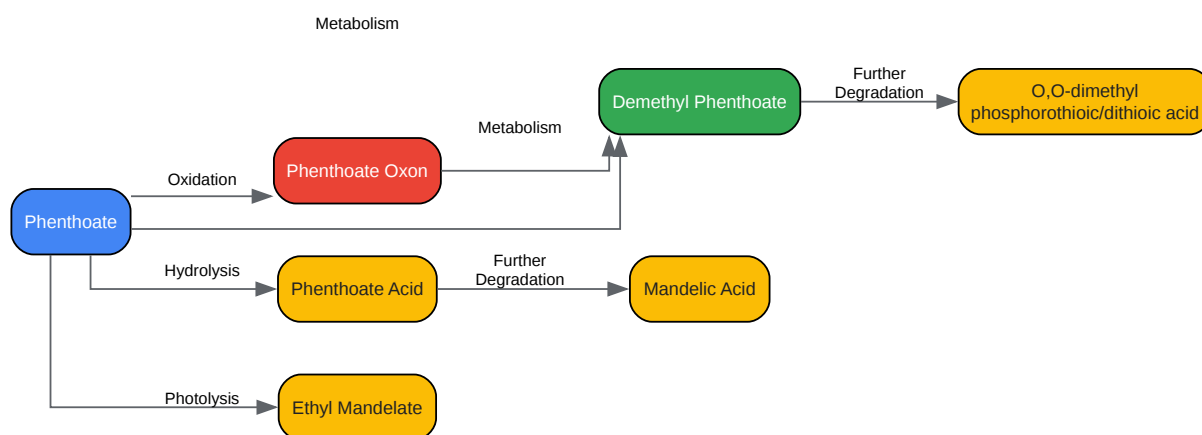 Metabolism
Further
Degradation
Demethyl Phenthoate
O,O-dimethyl
phosphorothioic/dithioic acid
Metabolism
Phenthoate Oxon
Oxidation
Phenthoate
Hydrolysis
Phenthoate Acid
Further
Degradation
Mandelic Acid
Photolysis
Ethyl Mandelate